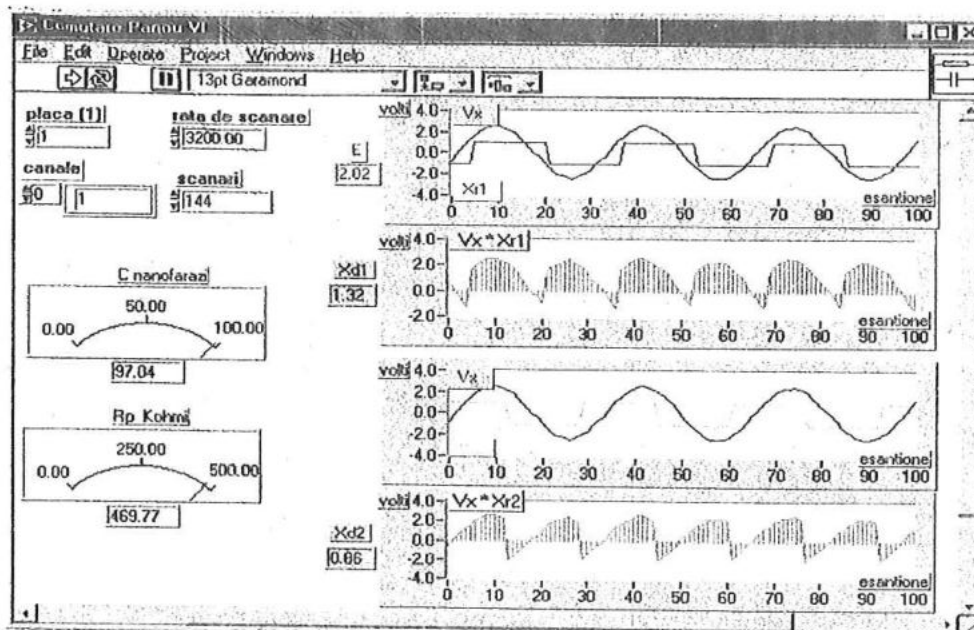 Comutare Panou VI
File Edit Operate Project Windows Help
13pt Garamond
placa (1)
1
rata de scanare
3200.00
canale
0
1
scanari
144
C nanofarazi
0.00 50.00 100.00
97.04
Rp Kohmi
0.00 250.00 500.00
469.77
E
2.02
volti
4.0
2.0
0.0
-2.0
-4.0
Vx
Xr1
esantione
0 10 20 30 40 50 60 70 80 90 100
Xd1
1.32
volti
4.0
2.0
0.0
-2.0
Vx * Xr1
esantione
0 10 20 30 40 50 60 70 80 90 100
volti
4.0
2.0
0.0
-2.0
-4.0
Vx
esantione
0 10 20 30 40 50 60 70 80 90 100
Xd2
0.06
volti
4.0
2.0
0.0
-2.0
-4.0
Vx * Xr2
esantione
0 10 20 30 40 50 60 70 80 90 100